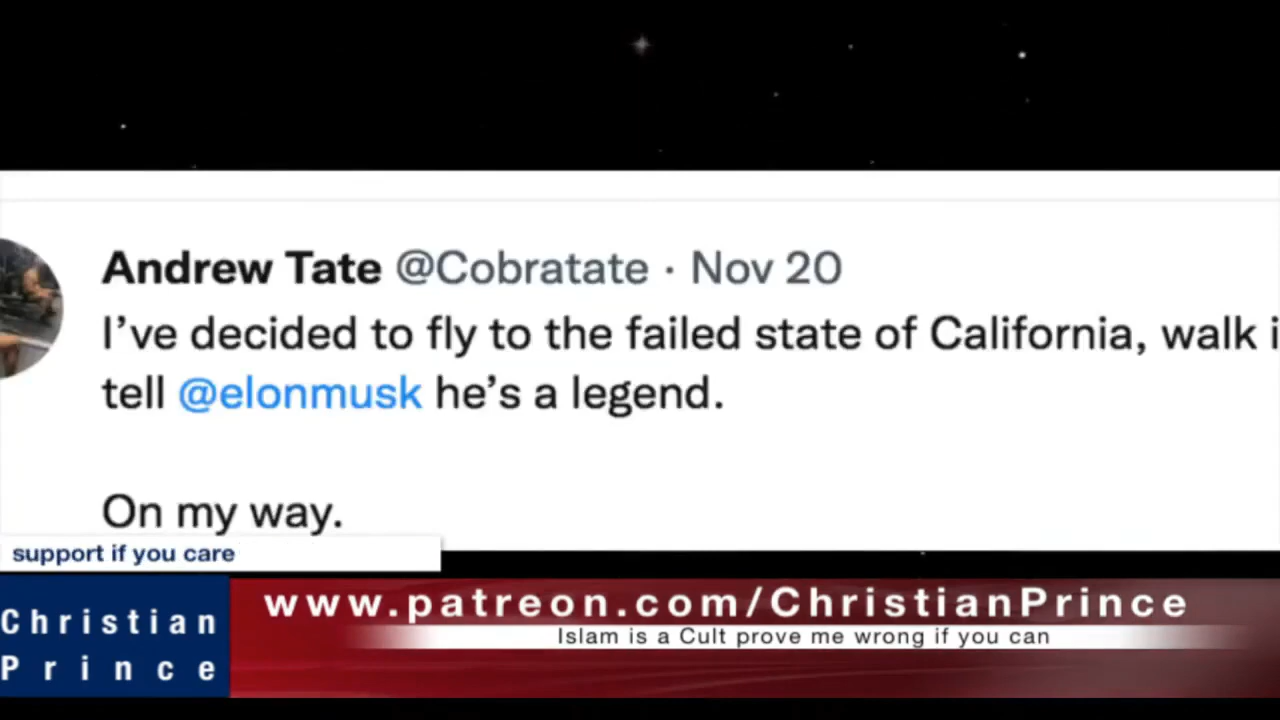 Andrew Tate @Cobratate · Nov 20
I’ve decided to fly to the failed state of California, walk
tell @elonmusk he’s a legend.
On my way.
support if you care
www.patreon.com/ChristianPrince
Islam is a Cult prove me wrong if you can
Christian
Prince